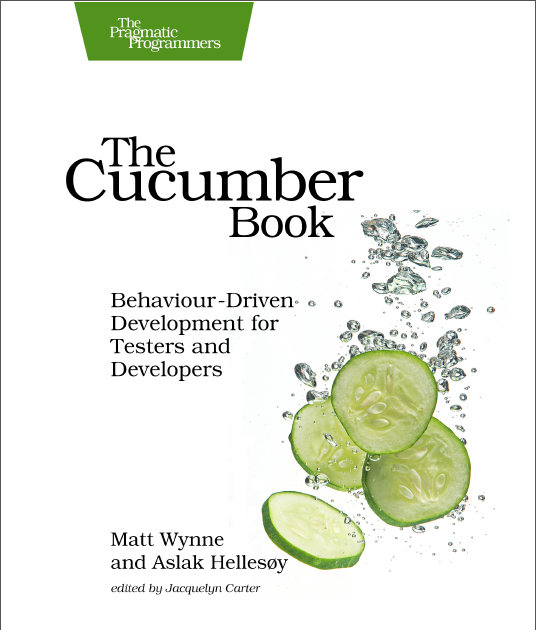 The
Pragmatic
Programmers
The
Cucumber
Book
Behaviour-Driven
Development for
Testers and
Developers
Matt Wynne
and Aslak Hellesøy
edited by Jacquelyn Carter